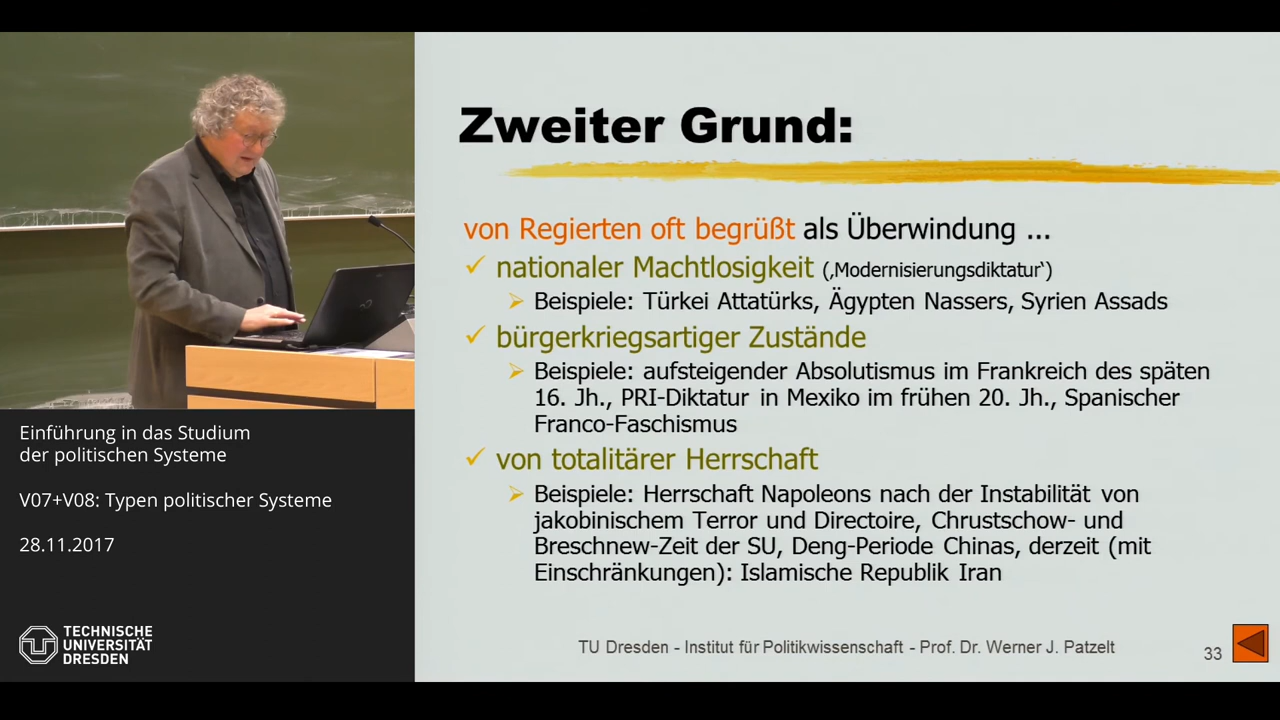 Zweiter Grund:
von Regierten oft begrüßt als Überwindung ...
nationaler Machtlosigkeit (‚Modernisierungsdiktatur‘)
Beispiele: Türkei Attatürks, Ägypten Nassers, Syrien Assads
bürgerkriegsartiger Zustände
Beispiele: aufsteigender Absolutismus im Frankreich des späten
16. Jh., PRI-Diktatur in Mexiko im frühen 20. Jh., Spanischer
Franco-Faschismus
von totalitärer Herrschaft
Beispiele: Herrschaft Napoleons nach der Instabilität von
jakobinischem Terror und Directoire, Chrustschow- und
Breschnew-Zeit der SU, Deng-Periode Chinas, derzeit (mit
Einschränkungen): Islamische Republik Iran
TU Dresden - Institut für Politikwissenschaft - Prof. Dr. Werner J. Patzelt
33
Einführung in das Studium
der politischen Systeme
V07+V08: Typen politischer Systeme
28.11.2017
TECHNISCHE
UNIVERSITÄT
DRESDEN